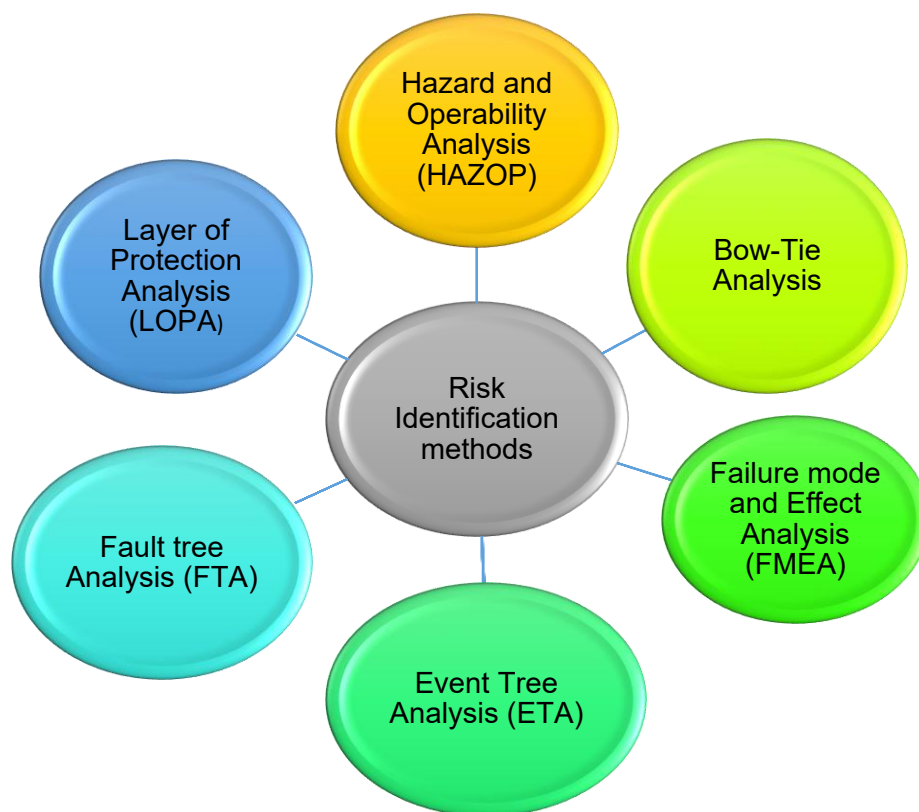 Hazard and
Operability
Analysis
(HAZOP)
Layer of
Protection
Analysis
(LOPA)
Bow-Tie
Analysis
Risk
Identification
methods
Failure mode
and Effect
Analysis
(FMEA)
Fault tree
Analysis (FTA)
Event Tree
Analysis (ETA)